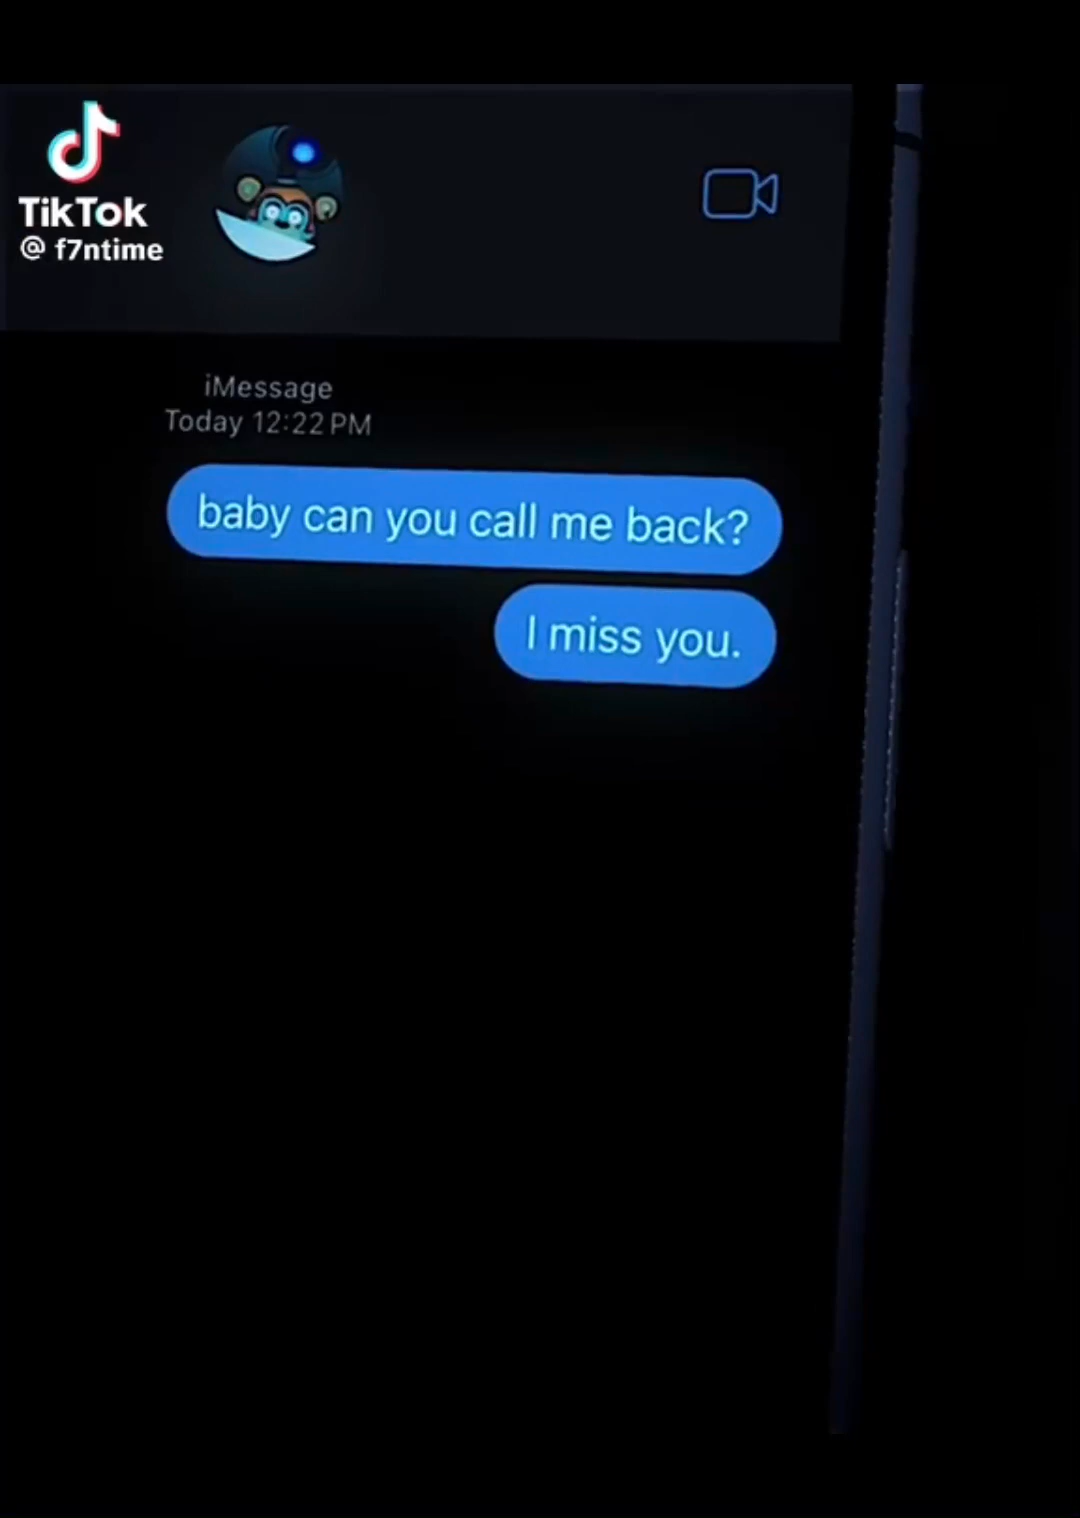 TikTok
@ f7ntime
iMessage
Today 12:22 PM
baby can you call me back?
I miss you.